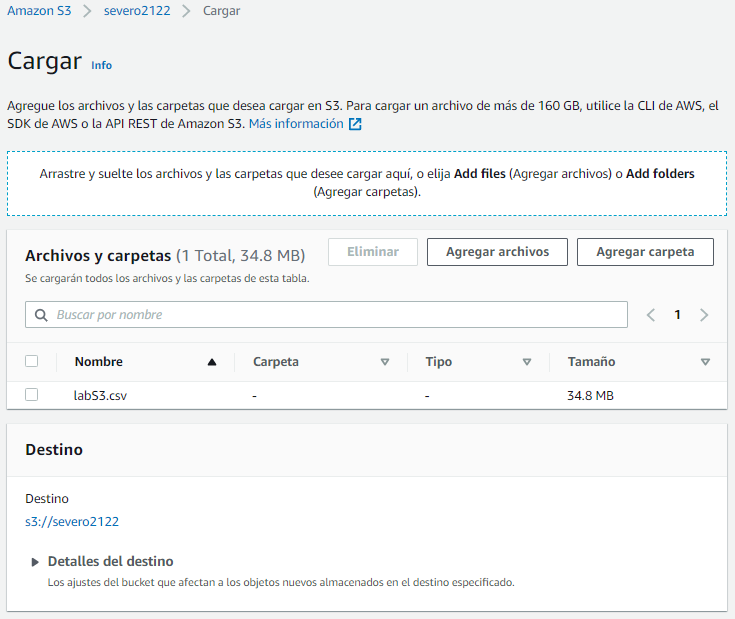 Amazon S3 > severo2122 > Cargar
Cargar Info
Agregue los archivos y las carpetas que desea cargar en S3. Para cargar un archivo de más de 160 GB, utilice la CLI de AWS, el
SDK de AWS o la API REST de Amazon S3. Más información
Arrastre y suelte los archivos y las carpetas que desee cargar aquí, o elija Add files (Agregar archivos) o Add folders
(Agregar carpetas).
Archivos y carpetas (1 Total, 34.8 MB) Eliminar Agregar archivos Agregar carpeta
Se cargarán todos los archivos y las carpetas de esta tabla.
Buscar por nombre < 1 >
Nombre Carpeta Tipo Tamaño
labS3.csv - - 34.8 MB
Destino
Destino
s3://severo2122
Detalles del destino
Los ajustes del bucket que afectan a los objetos nuevos almacenados en el destino especificado.